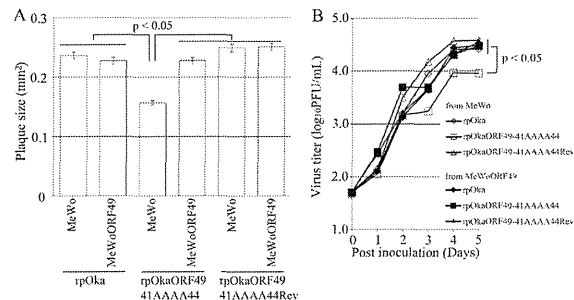 A
p < 0.05
Plaque size (mm²)
0.3
0.2
0.1
0
MeWo
MeWoORF49
MeWo
MeWoORF49
MeWo
MeWoORF49
rpOka
rpOkaORF49
41AAAA44
rpOkaORF49
41AAAA44Rev
B
Virus titer (log₁₀PFU/mL)
5.0
4.0
3.0
2.0
1.0
p < 0.05
from MeWo
rpOka
rpOkaORF49-41AAAA44
rpOkaORF49-41AAAA44Rev
from MeWoORF49
rpOka
rpOkaORF49-41AAAA44
rpOkaORF49-41AAAA44Rev
0 1 2 3 4 5
Post inoculation (Days)